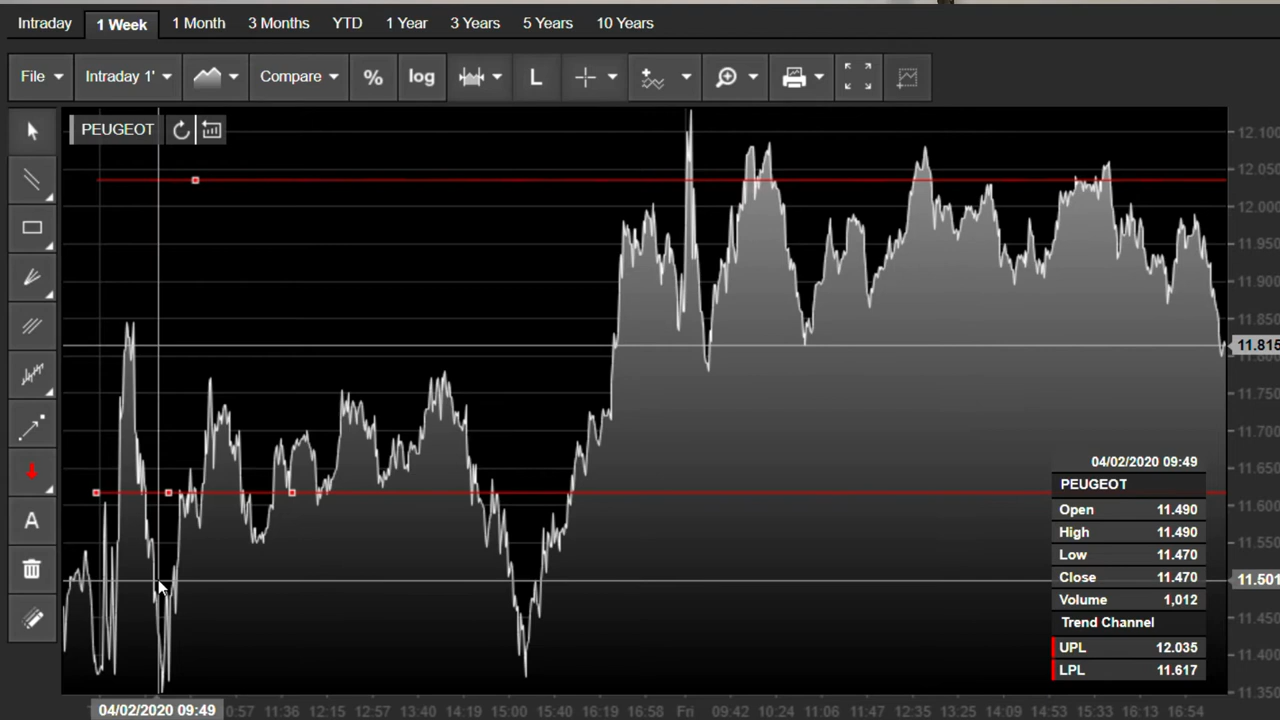 Intraday 1 Week 1 Month 3 Months YTD 1 Year 3 Years 5 Years 10 Years
File Intraday 1' Compare % log L
PEUGEOT
A
12.100
12.050
12.000
11.950
11.900
11.850
11.815
11.800
11.750
11.700
11.650
11.600
11.550
11.501
11.450
11.400
11.350
04/02/2020 09:49
PEUGEOT
Open 11.490
High 11.490
Low 11.470
Close 11.470
Volume 1,012
Trend Channel
UPL 12.035
LPL 11.617
04/02/2020 09:49 0:57 11:36 12:15 12:57 13:40 14:19 15:00 15:40 16:19 16:58 Fri 09:42 10:24 11:06 11:47 12:35 13:25 14:09 14:53 15:33 16:13 16:54